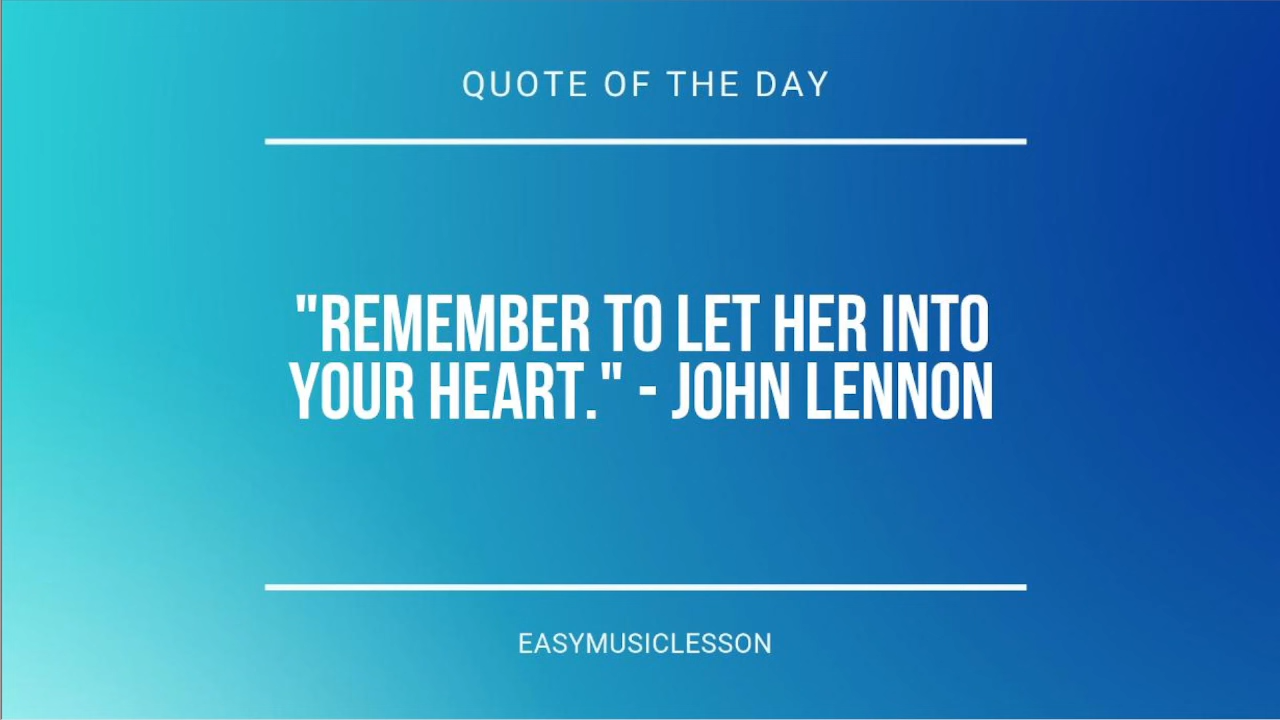 QUOTE OF THE DAY
"REMEMBER TO LET HER INTO
YOUR HEART." - JOHN LENNON
EASYMUSICLESSON